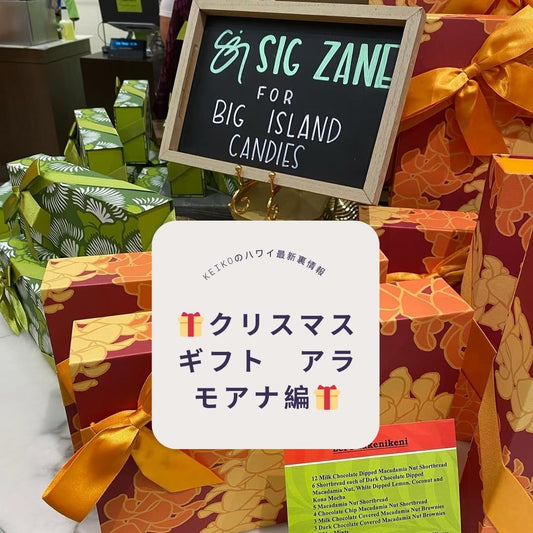 SIG ZANE
FOR
BIG ISLAND
CANDIES
KEIKOのハワイ最新裏情報
🎁クリスマス
ギフト　アラ
モアナ編🎁
12 Milk Chocolate Dipped Macadamia Nut Shortbread
6 Shortbread each of Dark Chocolate Dipped
Macadamia Nut, White Dipped Lemon, Coconut and
Kona Mocha
8 Macadamia Nut Shortbread
4 Chocolate Chip Macadamia Nut Shortbread
3 Milk Chocolate Covered Macadamia Nut Brownies
3 Dark Chocolate Covered Macadamia Nut Brownies